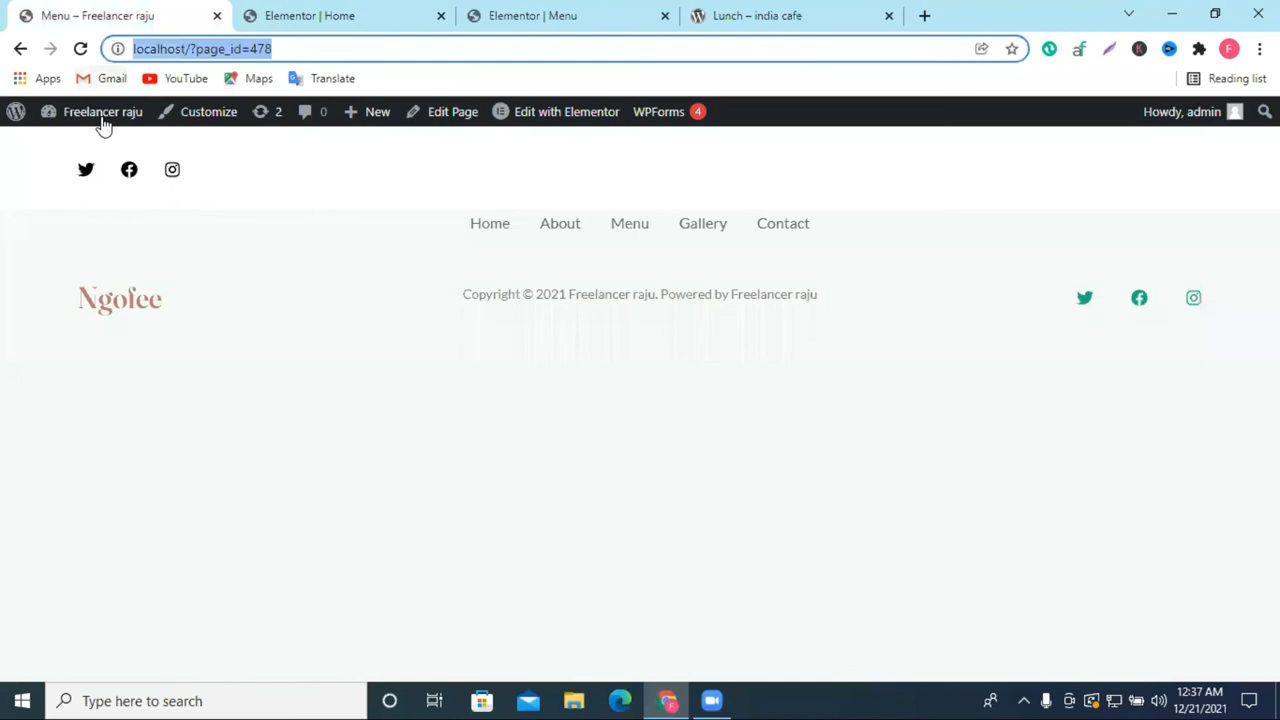 Menu – Freelancer raju
Elementor | Home
Elementor | Menu
Lunch – india cafe
localhost/?page_id=478
Apps
Gmail
YouTube
Maps
Translate
Reading list
Freelancer raju
Customize
2
0
New
Edit Page
Edit with Elementor
WPForms 4
Howdy, admin
Home
About
Menu
Gallery
Contact
Ngofee
Copyright © 2021 Freelancer raju. Powered by Freelancer raju
Type here to search
12:37 AM
12/21/2021